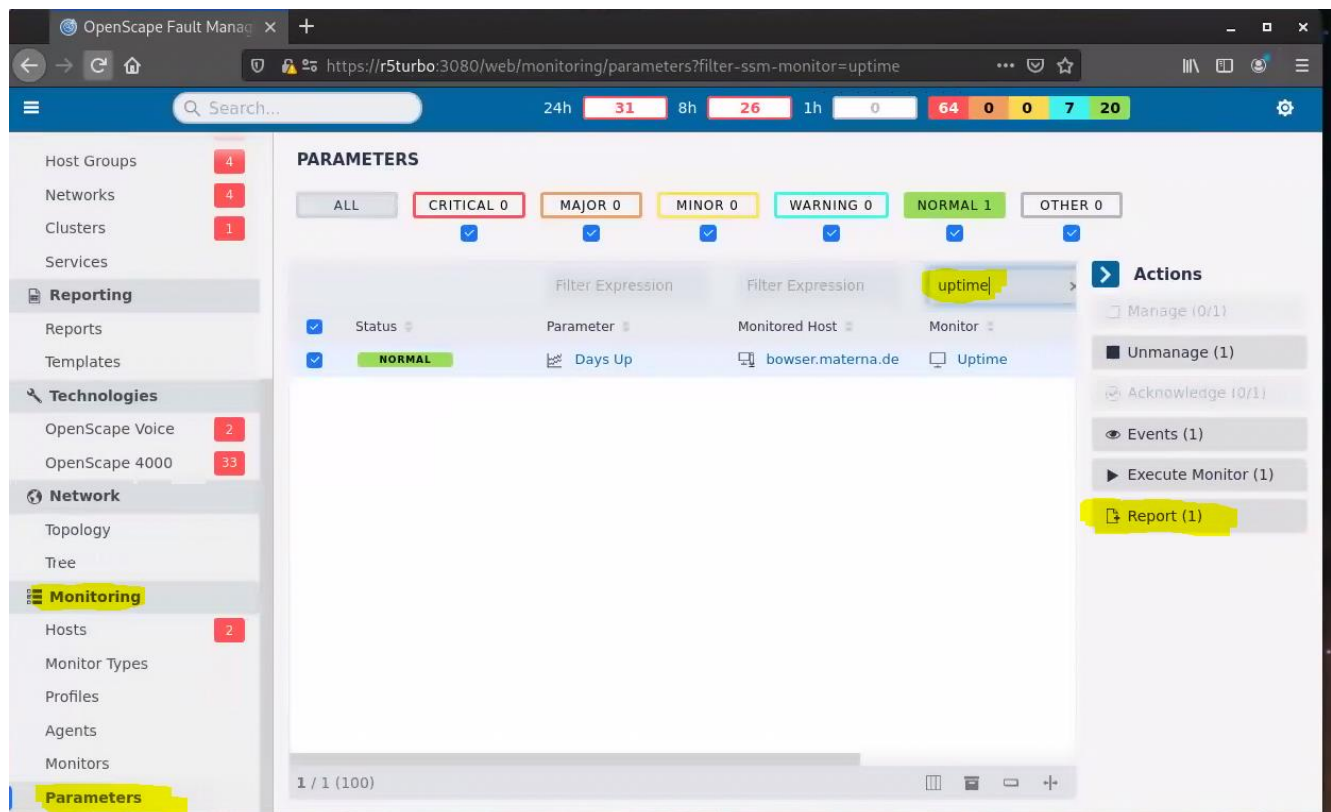 OpenScape Fault Manag
https://r5turbo:3080/web/monitoring/parameters?filter-ssm-monitor=uptime
Search...
24h 31 8h 26 1h 0 64 0 0 7 20
Host Groups 4
Networks 4
Clusters 1
Services
Reporting
Reports
Templates
Technologies
OpenScape Voice 2
OpenScape 4000 33
Network
Topology
Tree
Monitoring
Hosts 2
Monitor Types
Profiles
Agents
Monitors
Parameters
PARAMETERS
ALL CRITICAL 0 MAJOR 0 MINOR 0 WARNING 0 NORMAL 1 OTHER 0
Filter Expression Filter Expression uptime
Status Parameter Monitored Host Monitor
NORMAL Days Up bowser.materna.de Uptime
1 / 1 (100)
Actions
Manage (0/1)
Unmanage (1)
Acknowledge (0/1)
Events (1)
Execute Monitor (1)
Report (1)